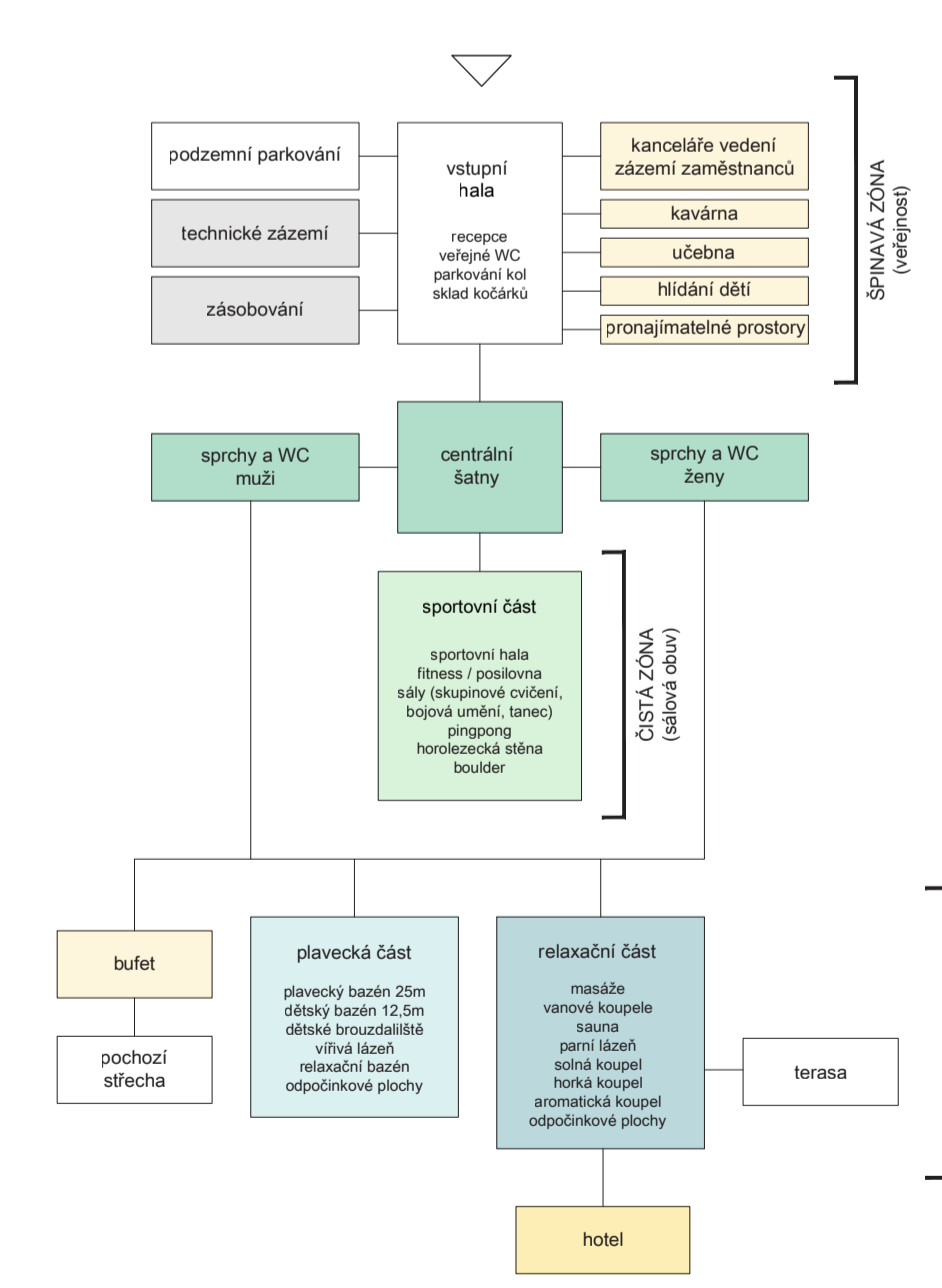 podzemní parkování
technické zázemí
zásobování
vstupní
hala
recepce
veřejné WC
parkování kol
sklad kočárků
kanceláře vedení
zázemí zaměstnanců
kavárna
učebna
hlídání dětí
pronajímatelné prostory
ŠPINAVÁ ZÓNA
(veřejnost)
sprchy a WC
muži
centrální
šatny
sprchy a WC
ženy
sportovní část
sportovní hala
fitness / posilovna
sály (skupinové cvičení,
bojová umění, tanec)
pingpong
horolezecká stěna
boulder
ČISTÁ ZÓNA
(sálová obuv)
bufet
pochozí
střecha
plavecká část
plavecký bazén 25m
dětský bazén 12,5m
dětské brouzdaliliště
vířivá lázeň
relaxační bazén
odpočinkové plochy
relaxační část
masáže
vanové koupele
sauna
parní lázeň
solná koupel
horká koupel
aromatická koupel
odpočinkové plochy
terasa
hotel